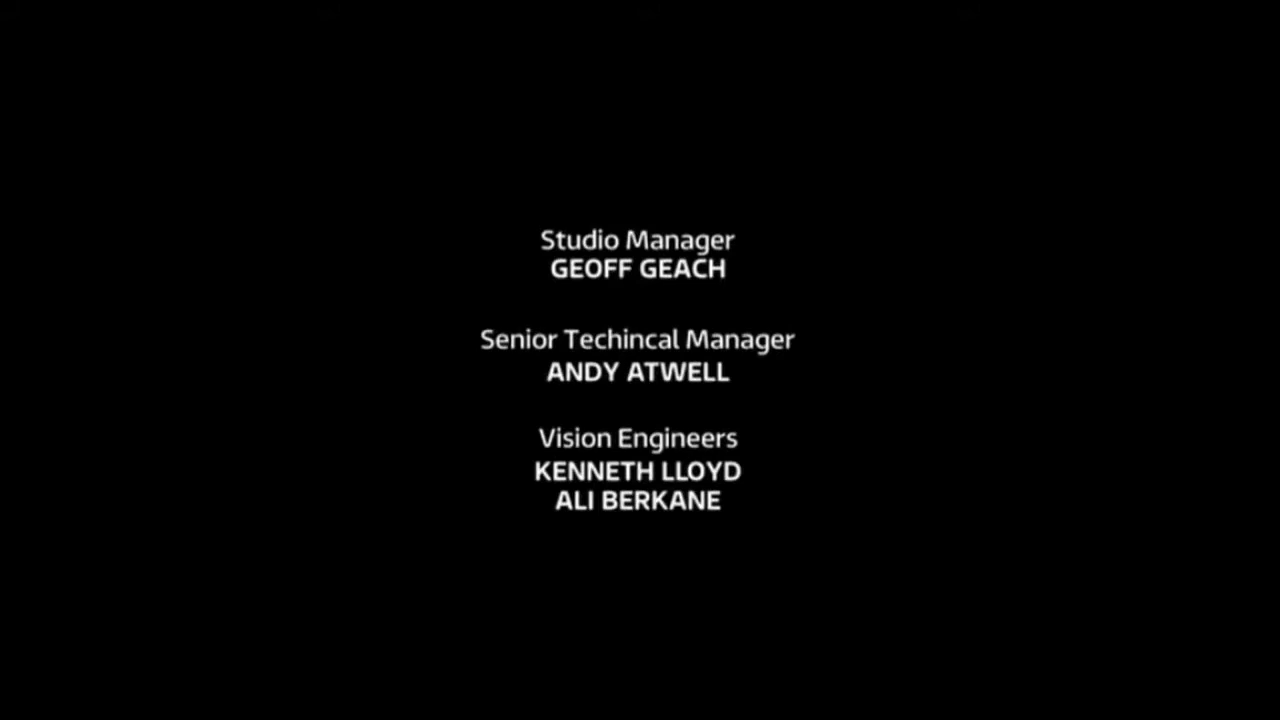 Studio Manager
GEOFF GEACH
Senior Techincal Manager
ANDY ATWELL
Vision Engineers
KENNETH LLOYD
ALI BERKANE